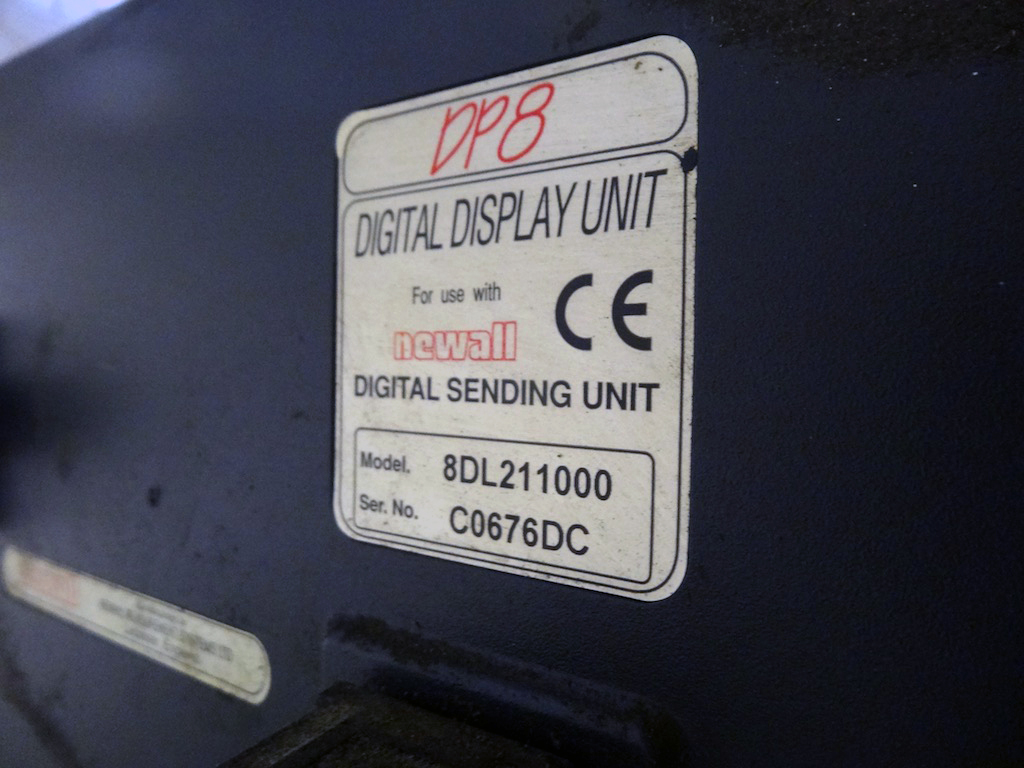 DP8
DIGITAL DISPLAY UNIT
For use with
newall
CE
DIGITAL SENDING UNIT
Model. 8DL211000
Ser. No. C0676DC